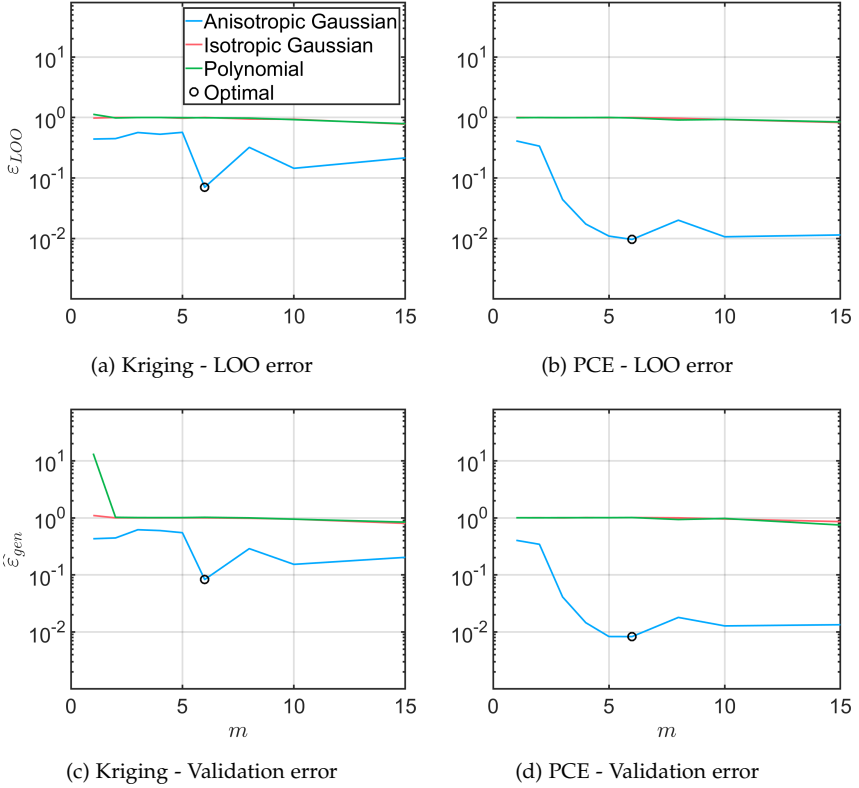 Anisotropic Gaussian
Isotropic Gaussian
Polynomial
Optimal
10^1
10^0
10^-1
10^-2
ε_LOO
0 5 10 15
(a) Kriging - LOO error
10^1
10^0
10^-1
10^-2
0 5 10 15
(b) PCE - LOO error
10^1
10^0
10^-1
10^-2
ε̂_gen
0 5 10 15
m
(c) Kriging - Validation error
10^1
10^0
10^-1
10^-2
0 5 10 15
m
(d) PCE - Validation error